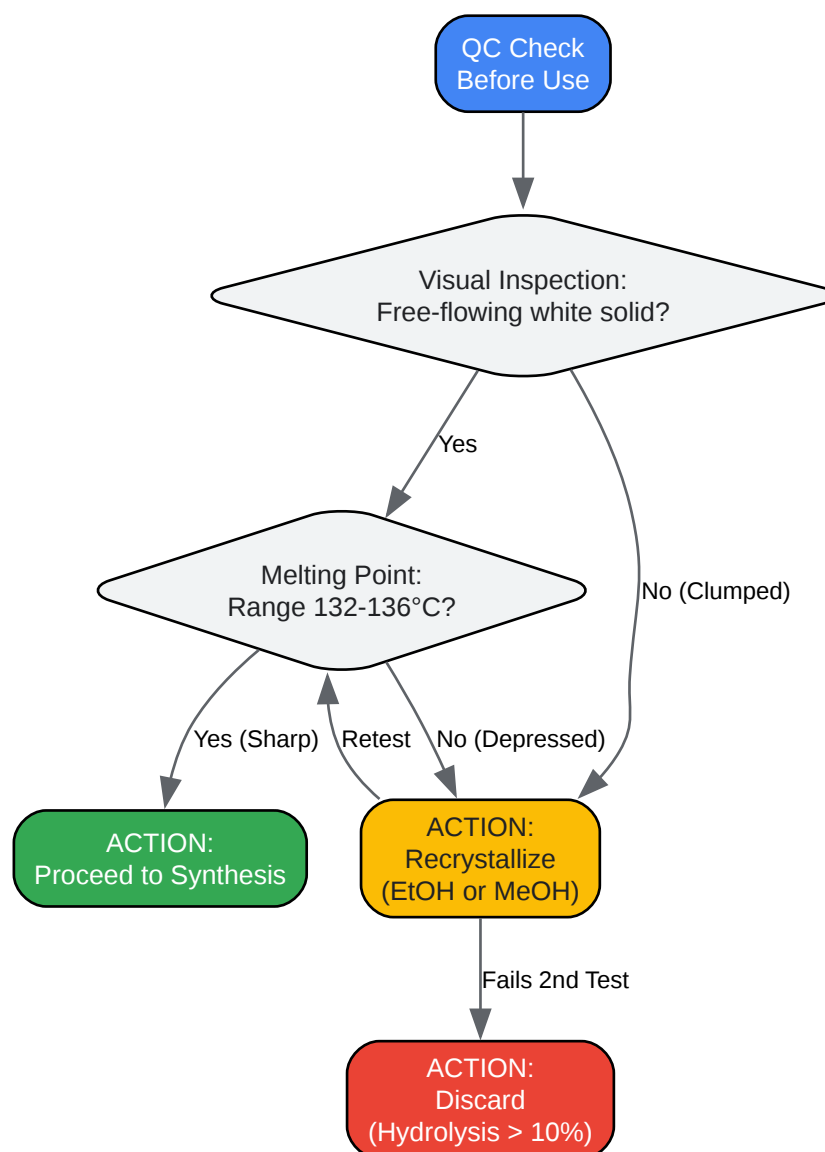 QC Check
Before Use
Visual Inspection:
Free-flowing white solid?
Yes
No (Clumped)
Melting Point:
Range 132-136°C?
Yes (Sharp)
Retest
No (Depressed)
ACTION:
Proceed to Synthesis
ACTION:
Recrystallize
(EtOH or MeOH)
Fails 2nd Test
ACTION:
Discard
(Hydrolysis > 10%)